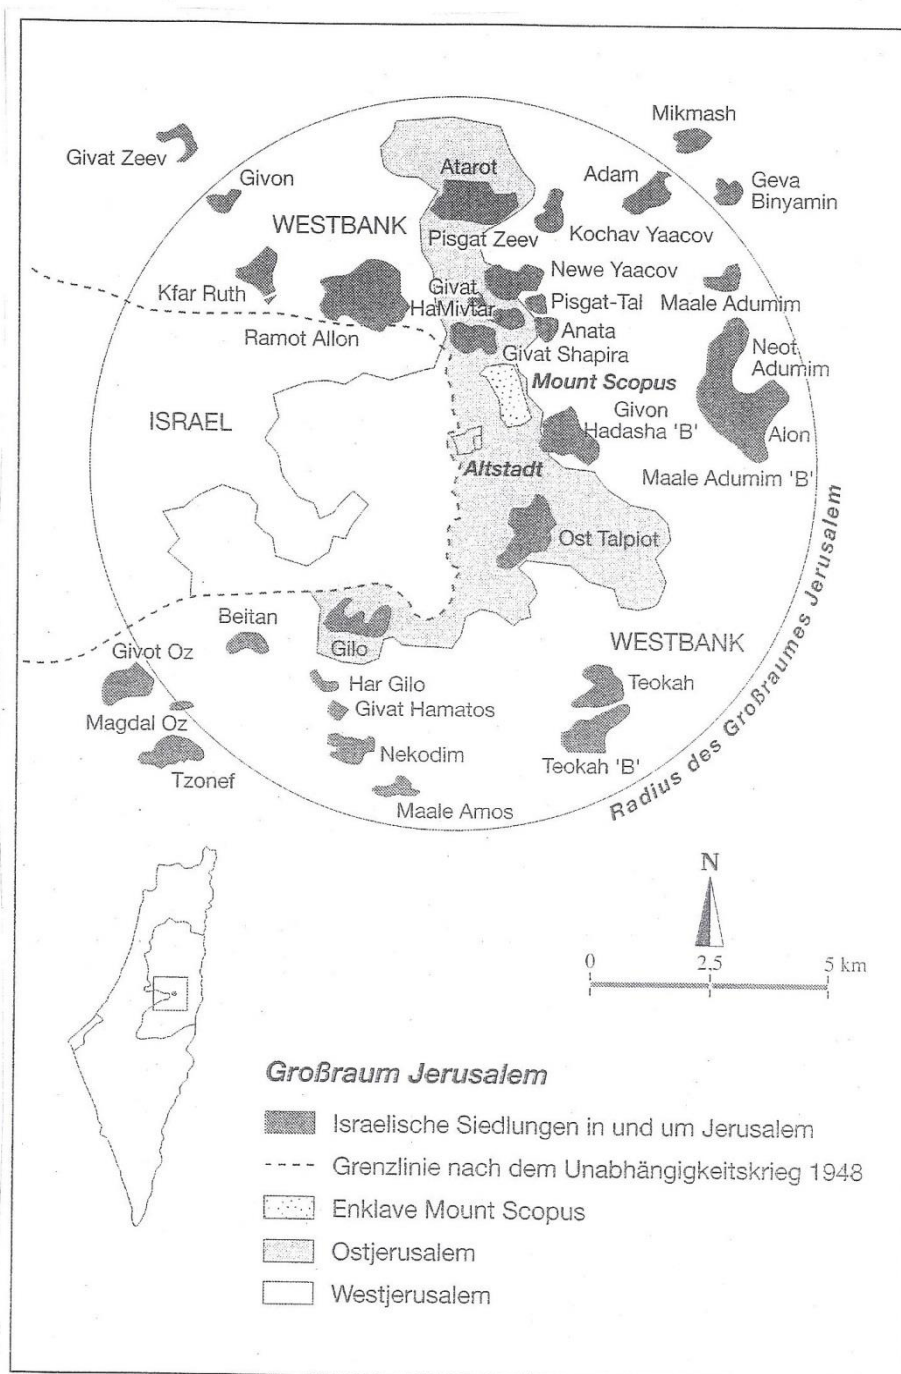 Mikmash
Givat Zeev
Givon
Atarot
Adam
Geva
Binyamin
WESTBANK
Pisgat Zeev
Kochav Yaacov
Kfar Ruth
Givat
HaMivtar
Newe Yaacov
Pisgat-Tal
Maale Adumim
Ramot Allon
Anata
Givat Shapira
Neot
Adumim
Mount Scopus
ISRAEL
Givon
Hadasha 'B'
Alon
Altstadt
Maale Adumim 'B'
Ost Talpiot
Radius des Großraumes Jerusalem
Beitan
Givot Oz
Gilo
WESTBANK
Har Gilo
Teokah
Magdal Oz
Givat Hamatos
Tzonef
Nekodim
Teokah 'B'
Maale Amos
N
0
2.5
5 km
Großraum Jerusalem
Israelische Siedlungen in und um Jerusalem
Grenzlinie nach dem Unabhängigkeitskrieg 1948
Enklave Mount Scopus
Ostjerusalem
Westjerusalem